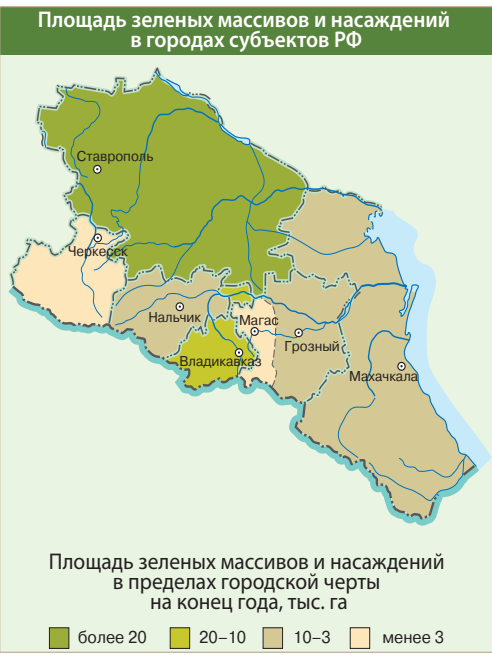 Площадь зеленых массивов и насаждений
в городах субъектов РФ
Ставрополь
Черкесск
Нальчик
Магас
Грозный
Владикавказ
Махачкала
Площадь зеленых массивов и насаждений
в пределах городской черты
на конец года, тыс. га
более 20 20–10 10–3 менее 3